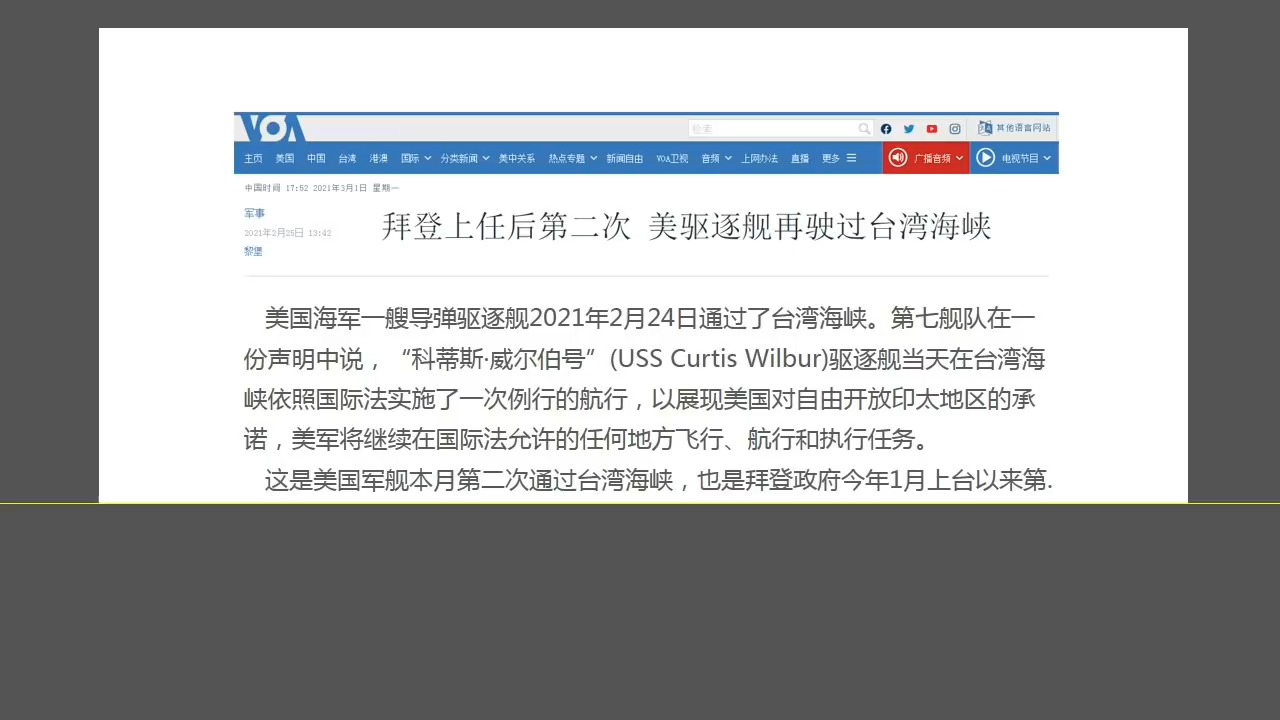 VOA
检索
其他语言网站
主页 美国 中国 台湾 港澳 国际 分类新闻 美中关系 热点专题 新闻自由 VOA卫视 音频 上网办法 直播 更多 广播音频 电视节目
中国时间 17:52 2021年3月1日 星期一
军事
2021年2月25日 13:42
黎堡
拜登上任后第二次 美驱逐舰再驶过台湾海峡
美国海军一艘导弹驱逐舰2021年2月24日通过了台湾海峡。第七舰队在一
份声明中说，“科蒂斯·威尔伯号”(USS Curtis Wilbur)驱逐舰当天在台湾海
峡依照国际法实施了一次例行的航行，以展现美国对自由开放印太地区的承
诺，美军将继续在国际法允许的任何地方飞行、航行和执行任务。
这是美国军舰本月第二次通过台湾海峡，也是拜登政府今年1月上台以来第.